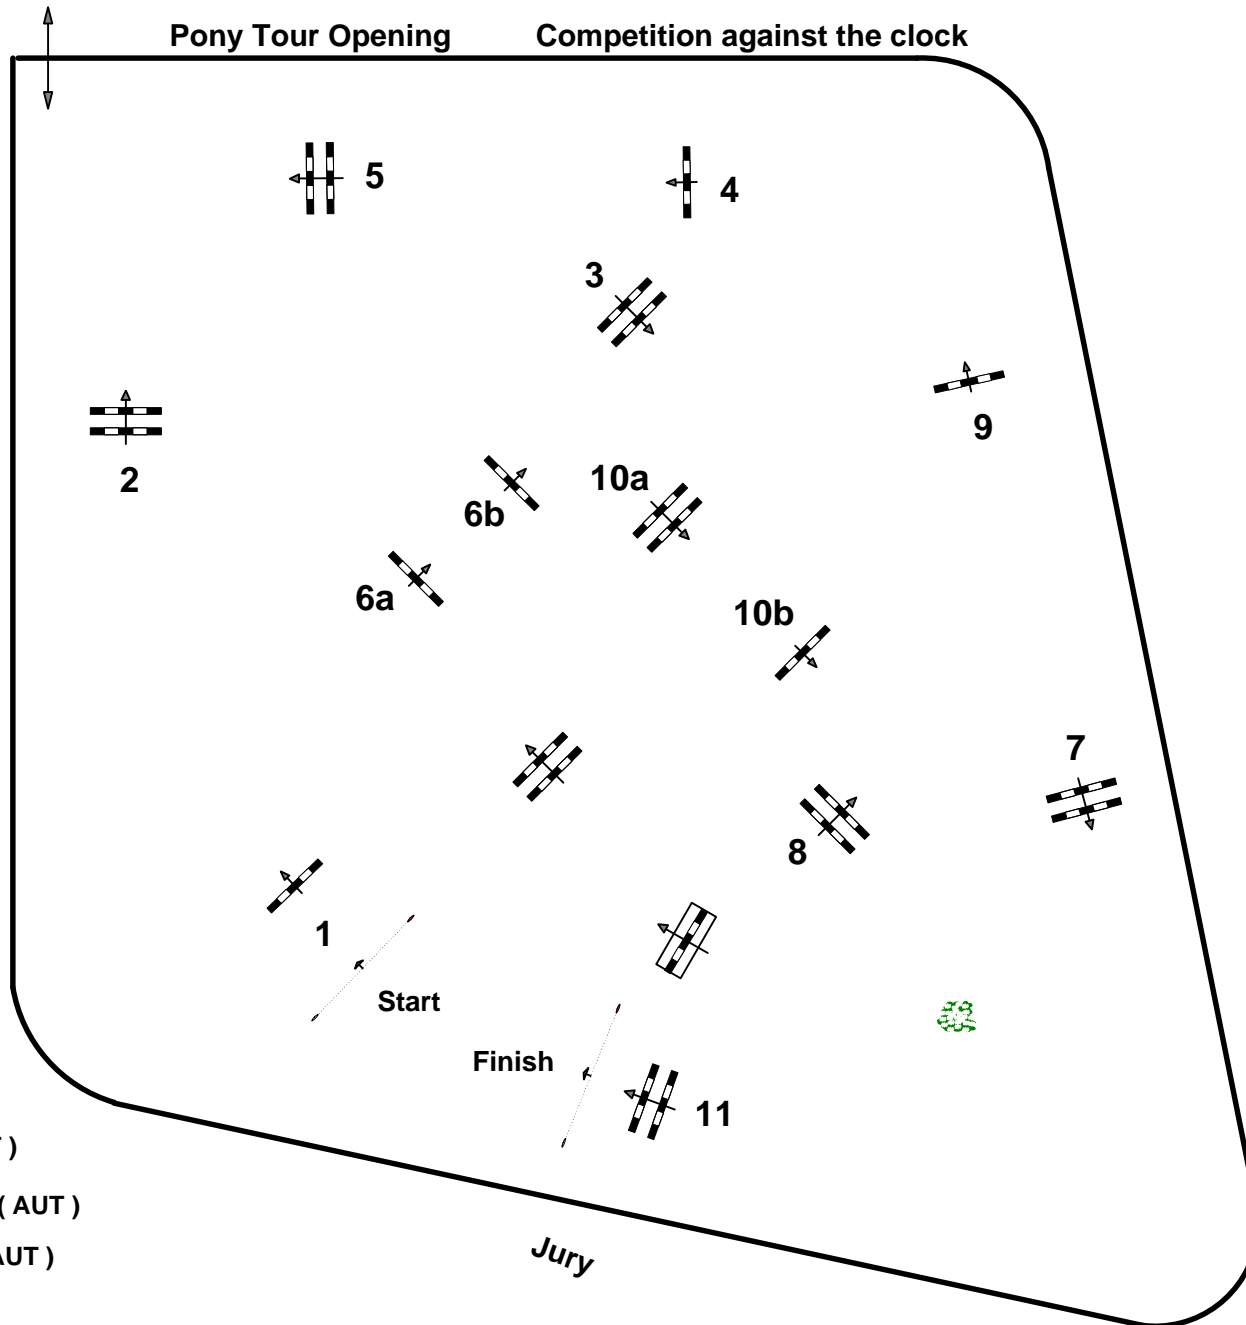 Pony Tour Opening Competition against the clock
5
4
3
9
2
10a
6b
6a
10b
7
8
1
Start
Finish
11
)
( AUT )
AUT )
Jury